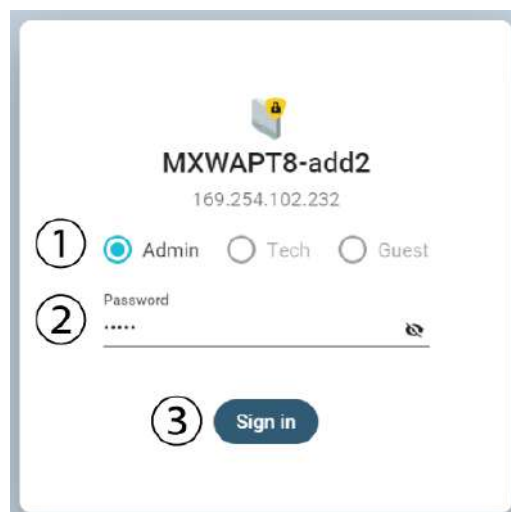 MXWAPT8-add2
169.254.102.232
1 Admin Tech Guest
Password
2 •••••
3 Sign in